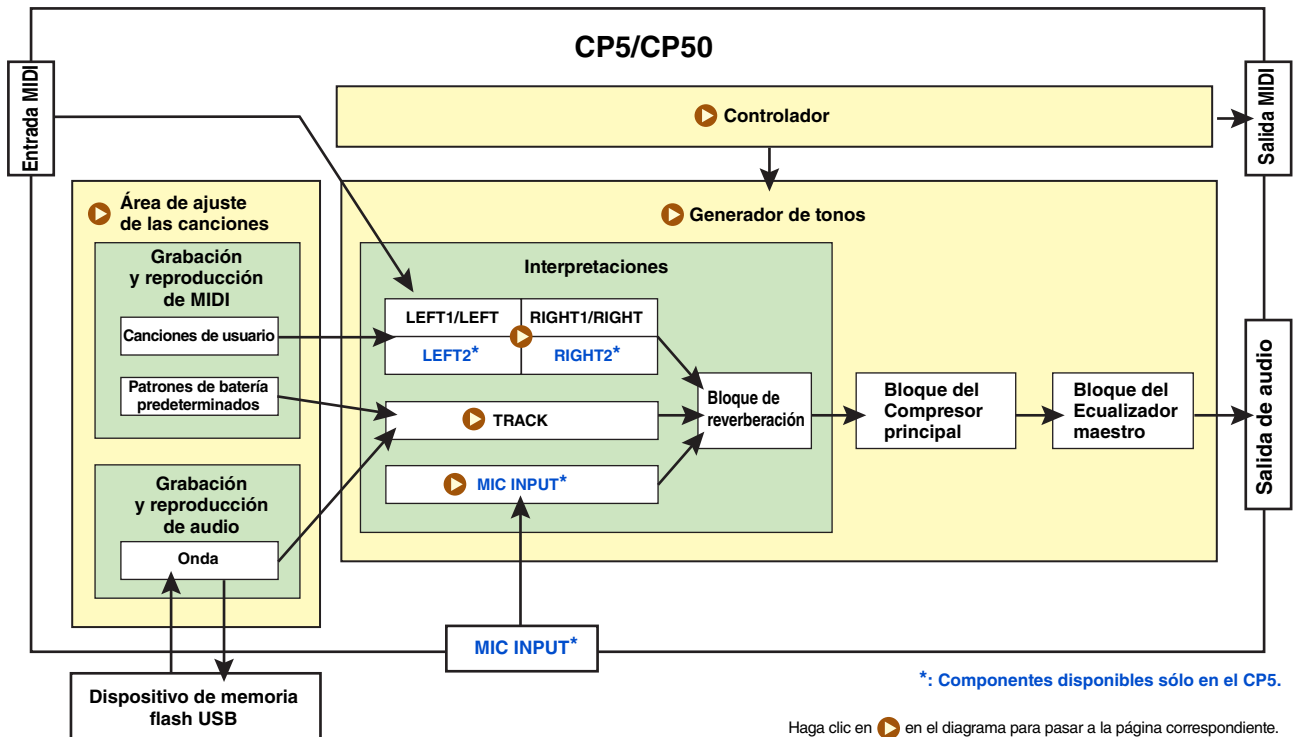 CP5/CP50
Entrada MIDI
Controlador
Salida MIDI
Área de ajuste
de las canciones
Generador de tonos
Grabación
y reproducción
de MIDI
Interpretaciones
Canciones de usuario
LEFT1/LEFT
RIGHT1/RIGHT
LEFT2*
RIGHT2*
Patrones de batería
predeterminados
TRACK
Bloque de
reverberación
Bloque del
Compresor
principal
Bloque del
Ecualizador
maestro
Salida de audio
MIC INPUT*
Grabación
y reproducción
de audio
Onda
MIC INPUT*
Dispositivo de memoria
flash USB
*: Componentes disponibles sólo en el CP5.
Haga clic en en el diagrama para pasar a la página correspondiente.